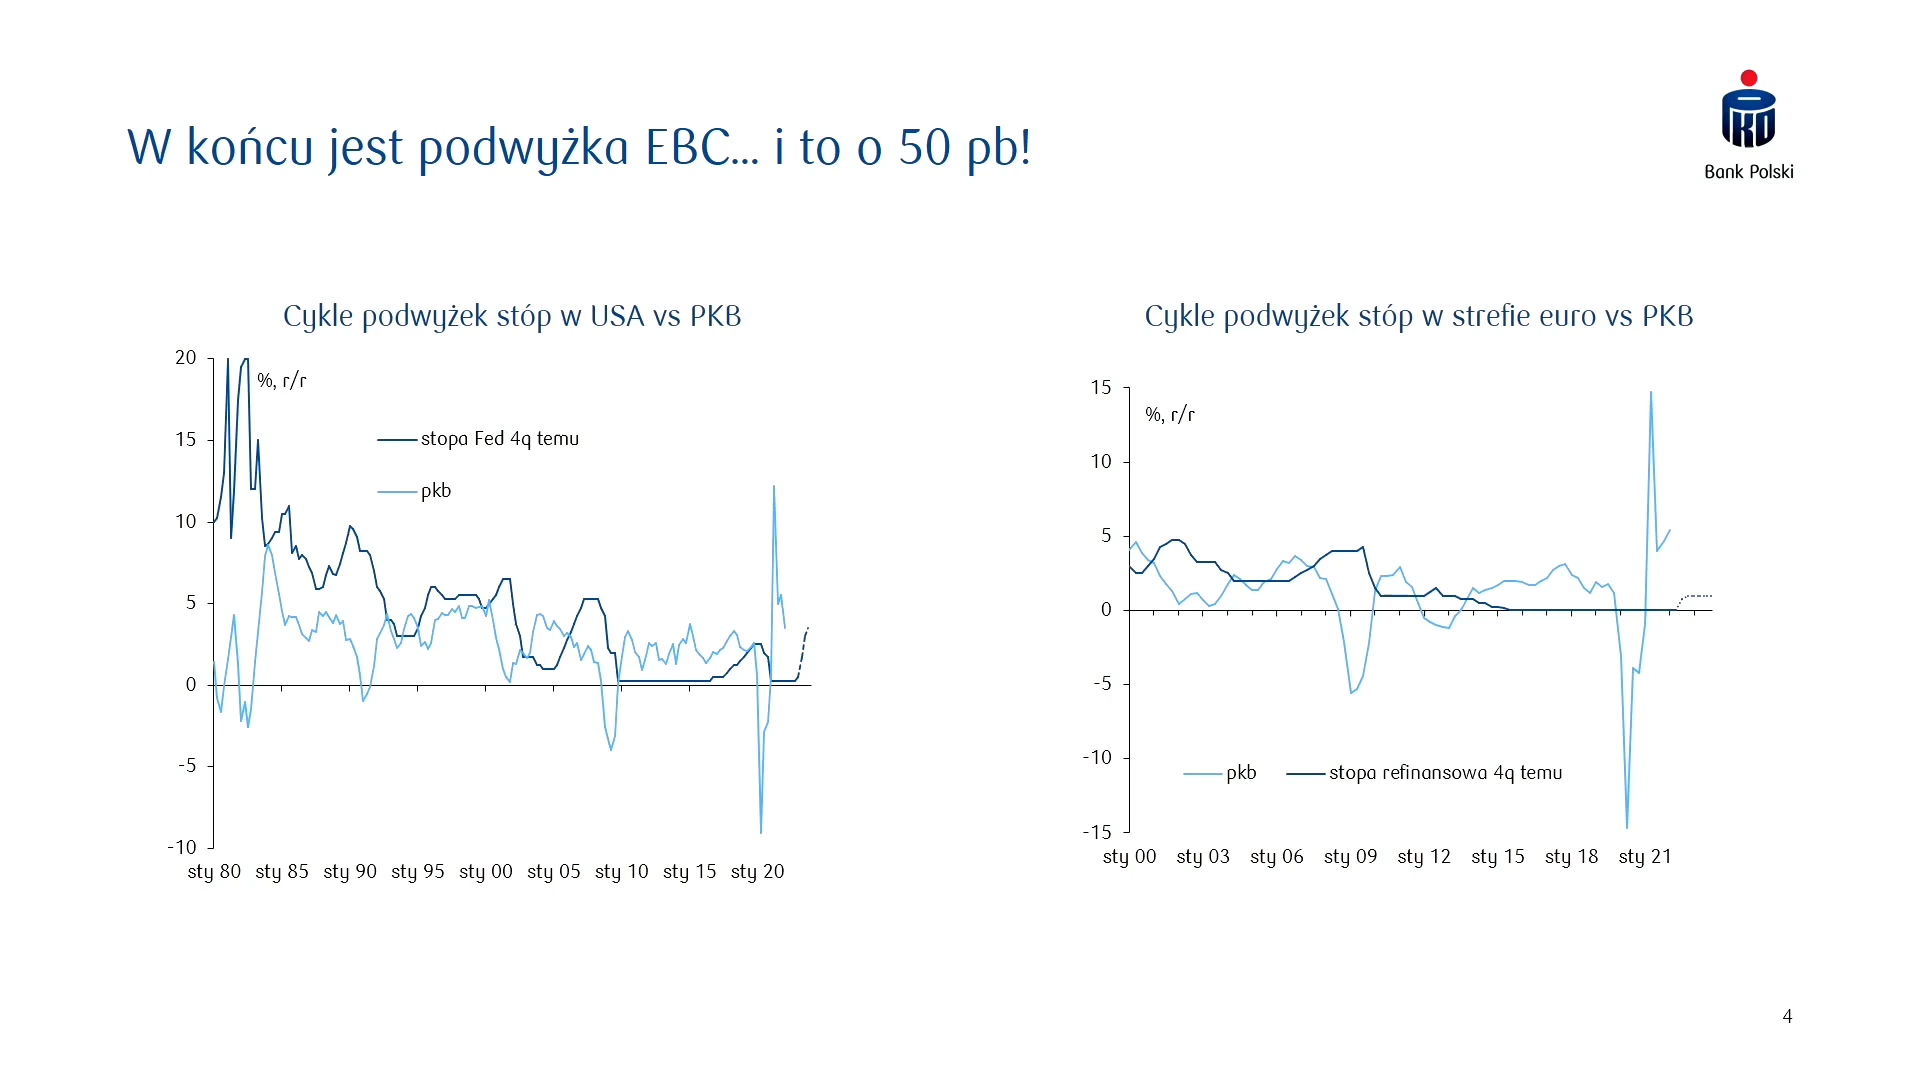 W końcu jest podwyżka EBC... i to o 50 pb!
PKO
Bank Polski
Cykle podwyżek stóp w USA vs PKB
20
15
10
5
0
-5
-10
%, r/r
stopa Fed 4q temu
pkb
sty 80 sty 85 sty 90 sty 95 sty 00 sty 05 sty 10 sty 15 sty 20
Cykle podwyżek stóp w strefie euro vs PKB
15
10
5
0
-5
-10
-15
%, r/r
pkb stopa refinansowa 4q temu
sty 00 sty 03 sty 06 sty 09 sty 12 sty 15 sty 18 sty 21
4